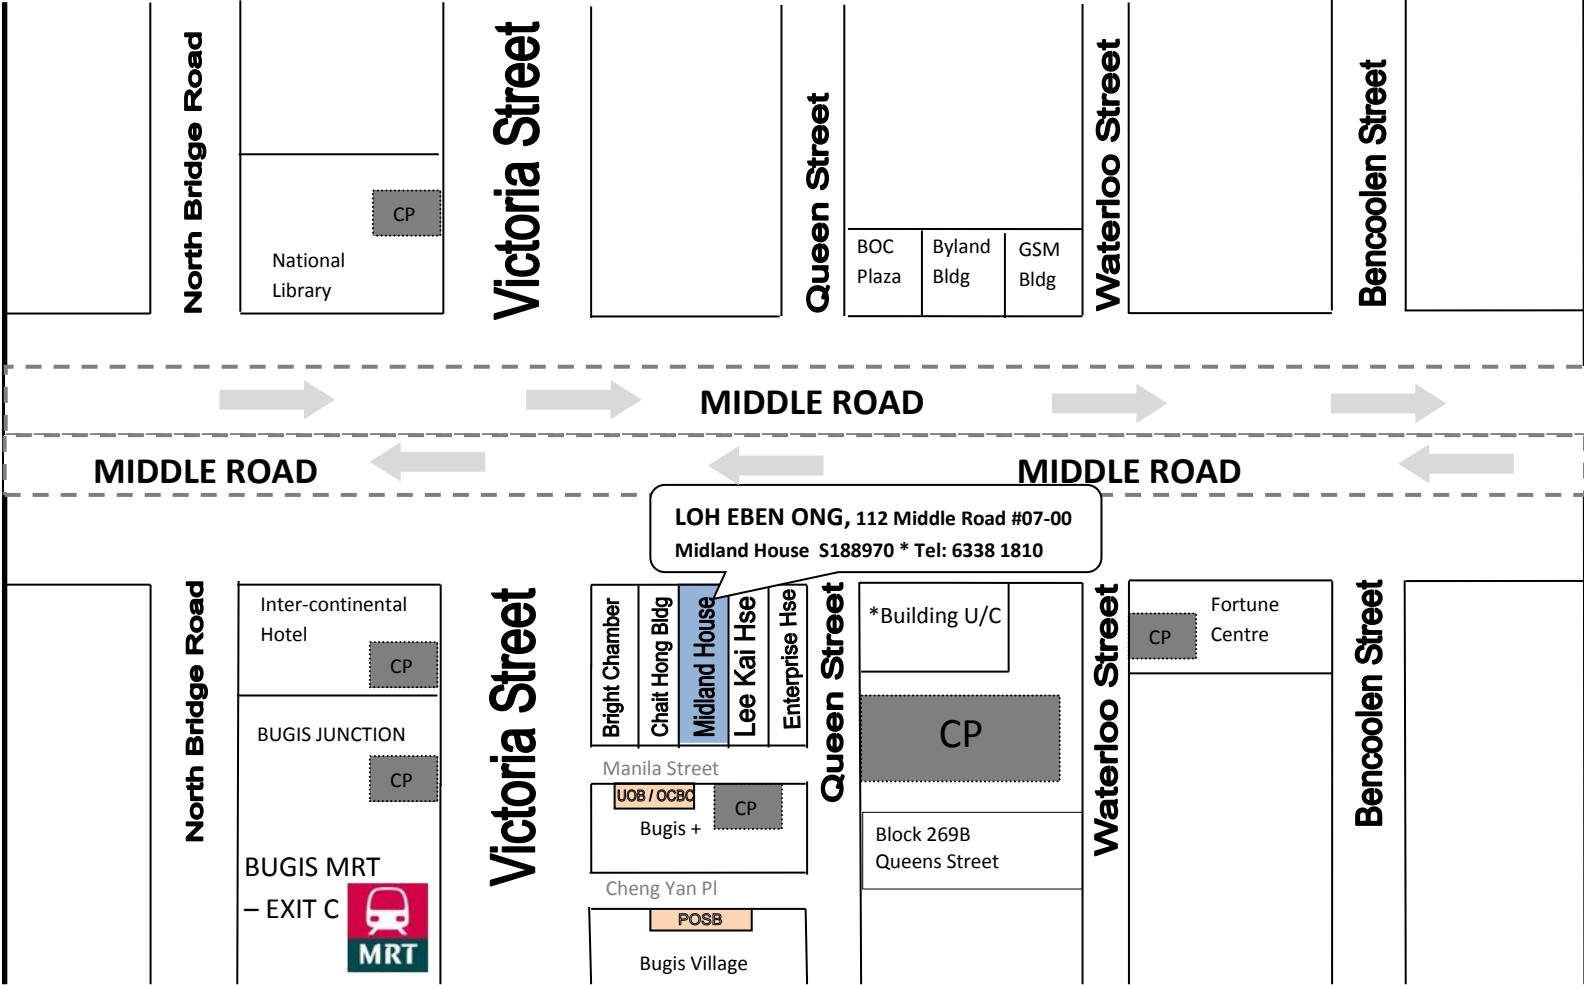 North Bridge Road
Victoria Street
Queen Street
Waterloo Street
Bencoolen Street
CP
National
Library
BOC
Plaza
Byland
Bldg
GSM
Bldg
MIDDLE ROAD
MIDDLE ROAD
MIDDLE ROAD
LOH EBEN ONG, 112 Middle Road #07-00
Midland House S188970 * Tel: 6338 1810
North Bridge Road
Inter-continental
Hotel
CP
BUGIS JUNCTION
CP
BUGIS MRT
– EXIT C
MRT
Victoria Street
Bright Chamber
Chait Hong Bldg
Midland House
Lee Kai Hse
Enterprise Hse
Manila Street
UOB / OCBC
CP
Bugis +
Cheng Yan Pl
POSB
Bugis Village
Queen Street
*Building U/C
CP
Block 269B
Queens Street
Waterloo Street
CP
Fortune
Centre
Bencoolen Street